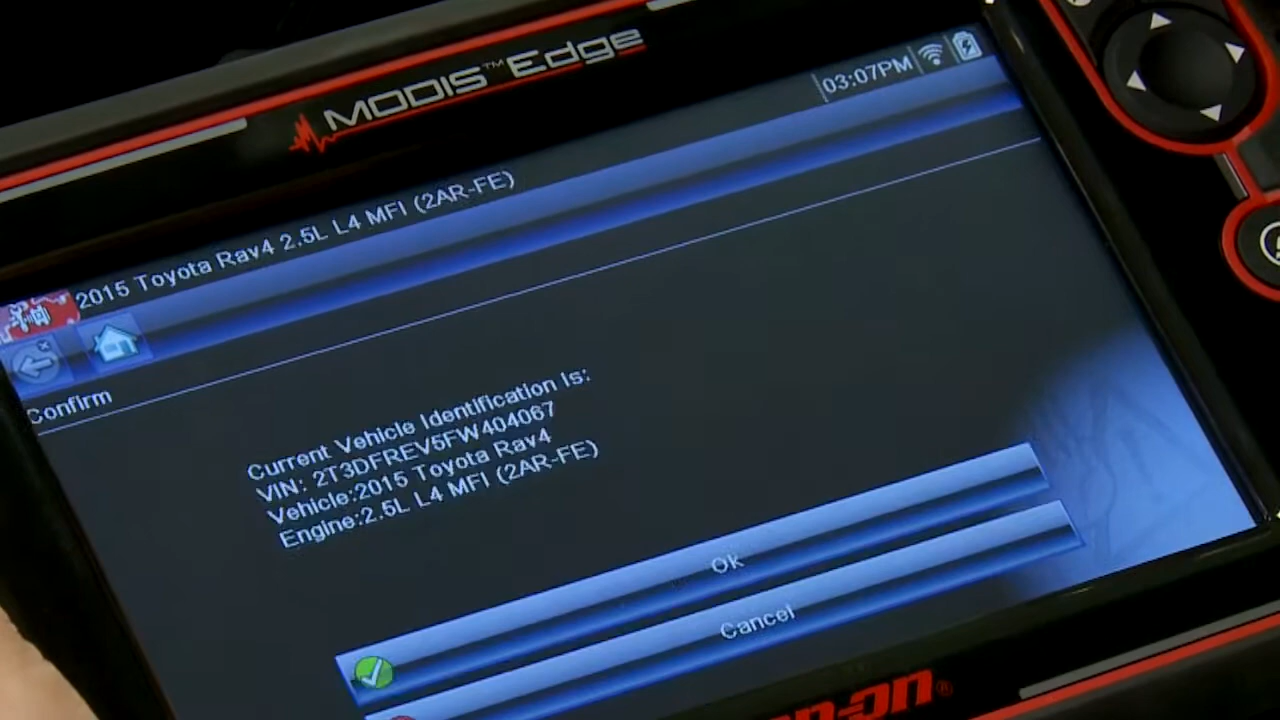 MODIS™ Edge
03:07PM
2015 Toyota Rav4 2.5L L4 MFI (2AR-FE)
Confirm
Current Vehicle Identification Is:
VIN: 2T3DFREV5FW404067
Vehicle:2015 Toyota Rav4
Engine:2.5L L4 MFI (2AR-FE)
Ok
Cancel